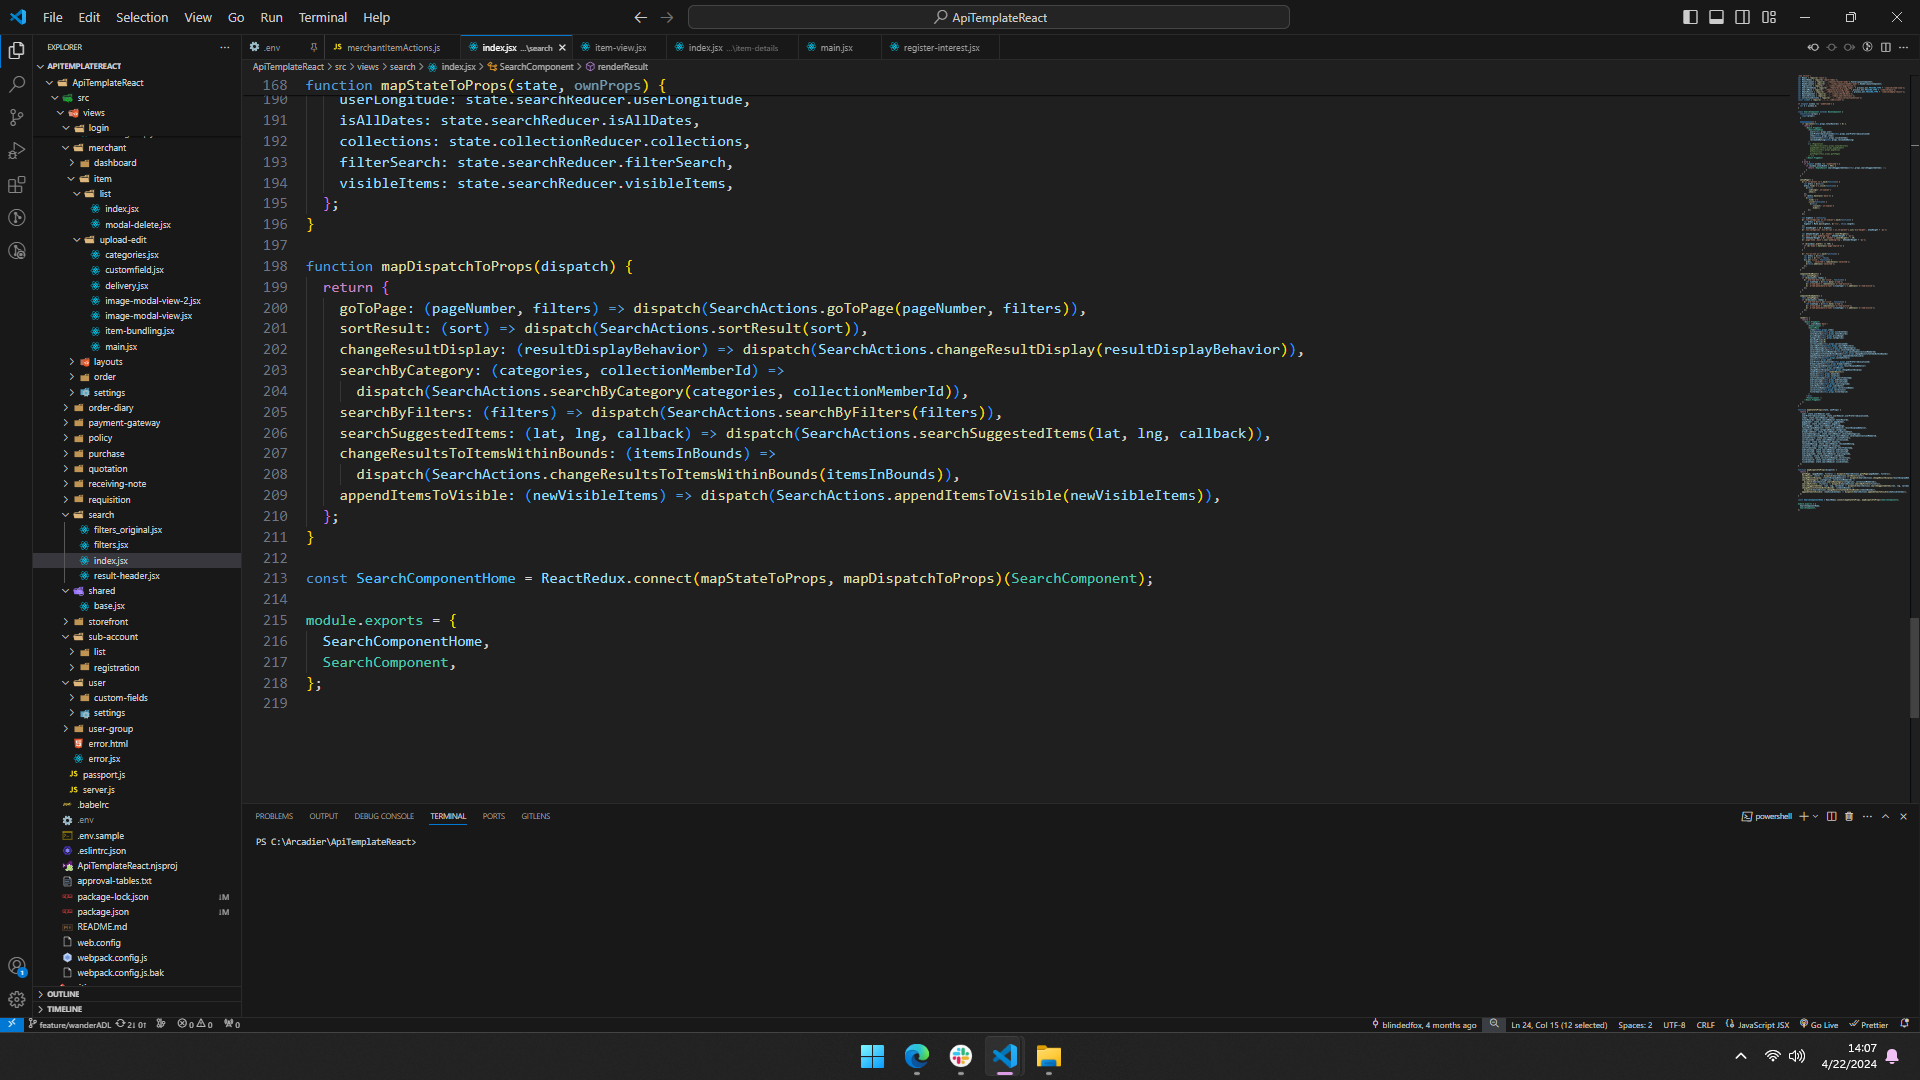 File Edit Selection View Go Run Terminal Help
ApiTemplateReact
EXPLORER
.env
merchantItemActions.js
index.jsx ...\search
item-view.jsx
index.jsx ...\item-details
main.jsx
register-interest.jsx
APITEMPLATEREACT
ApiTemplateReact > src > views > search > index.jsx > SearchComponent > renderResult
ApiTemplateReact
src
views
login
merchant
dashboard
item
list
index.jsx
modal-delete.jsx
upload-edit
categories.jsx
customfield.jsx
delivery.jsx
image-modal-view-2.jsx
image-modal-view.jsx
item-bundling.jsx
main.jsx
layouts
order
settings
order-diary
payment-gateway
policy
purchase
quotation
receiving-note
requisition
search
filters_original.jsx
filters.jsx
index.jsx
result-header.jsx
shared
base.jsx
storefront
sub-account
list
registration
user
custom-fields
settings
user-group
error.html
error.jsx
passport.js
server.js
.babelrc
.env
.env.sample
.eslintrc.json
ApiTemplateReact.njsproj
approval-tables.txt
package-lock.json ↓M
package.json ↓M
README.md
web.config
webpack.config.js
webpack.config.js.bak
OUTLINE
TIMELINE
168 function mapStateToProps(state, ownProps) {
190 userLongitude: state.searchReducer.userLongitude,
191 isAllDates: state.searchReducer.isAllDates,
192 collections: state.collectionReducer.collections,
193 filterSearch: state.searchReducer.filterSearch,
194 visibleItems: state.searchReducer.visibleItems,
195 };
196 }
197
198 function mapDispatchToProps(dispatch) {
199 return {
200 goToPage: (pageNumber, filters) => dispatch(SearchActions.goToPage(pageNumber, filters)),
201 sortResult: (sort) => dispatch(SearchActions.sortResult(sort)),
202 changeResultDisplay: (resultDisplayBehavior) => dispatch(SearchActions.changeResultDisplay(resultDisplayBehavior)),
203 searchByCategory: (categories, collectionMemberId) =>
204 dispatch(SearchActions.searchByCategory(categories, collectionMemberId)),
205 searchByFilters: (filters) => dispatch(SearchActions.searchByFilters(filters)),
206 searchSuggestedItems: (lat, lng, callback) => dispatch(SearchActions.searchSuggestedItems(lat, lng, callback)),
207 changeResultsToItemsWithinBounds: (itemsInBounds) =>
208 dispatch(SearchActions.changeResultsToItemsWithinBounds(itemsInBounds)),
209 appendItemsToVisible: (newVisibleItems) => dispatch(SearchActions.appendItemsToVisible(newVisibleItems)),
210 };
211 }
212
213 const SearchComponentHome = ReactRedux.connect(mapStateToProps, mapDispatchToProps)(SearchComponent);
214
215 module.exports = {
216 SearchComponentHome,
217 SearchComponent,
218 };
219
PROBLEMS OUTPUT DEBUG CONSOLE TERMINAL PORTS GITLENS
powershell
PS C:\Arcadier\ApiTemplateReact>
feature/wanderADL 2↓ 0↑ 0 0 0
blindedfox, 4 months ago
Ln 24, Col 15 (12 selected) Spaces: 2 UTF-8 CRLF JavaScript JSX Go Live Prettier
14:07
4/22/2024